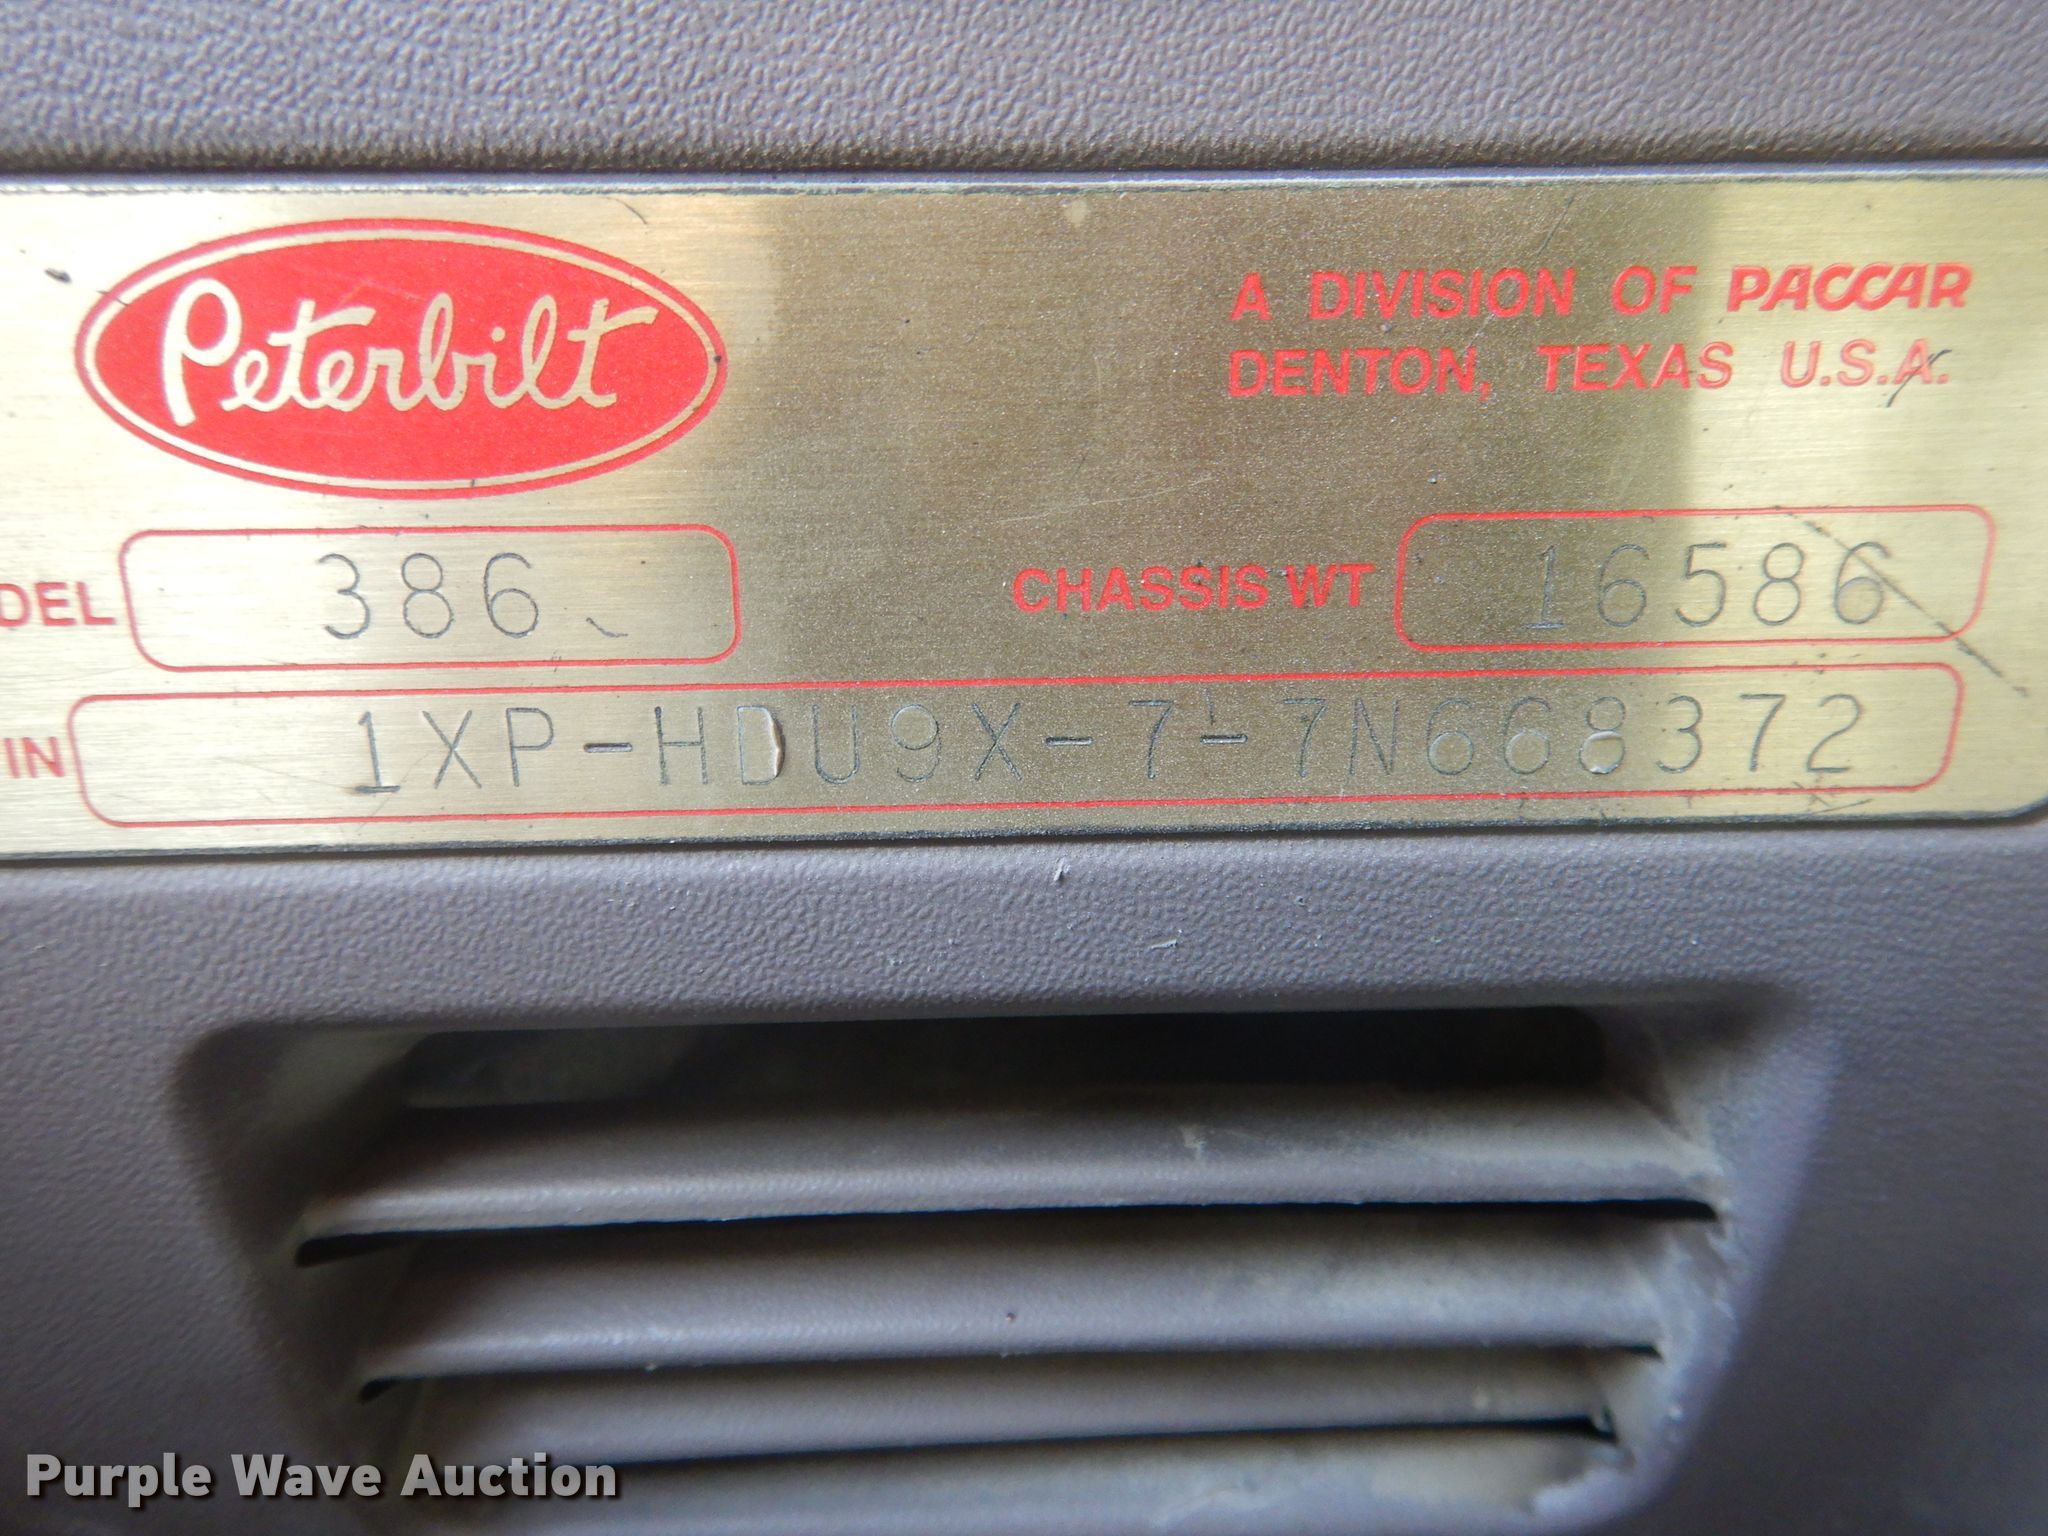 Peterbilt
A DIVISION OF PACCAR
DENTON, TEXAS U.S.A.
DEL 386 CHASSIS WT 16586
IN 1XP-HDU9X-7-7N668372
Purple Wave Auction